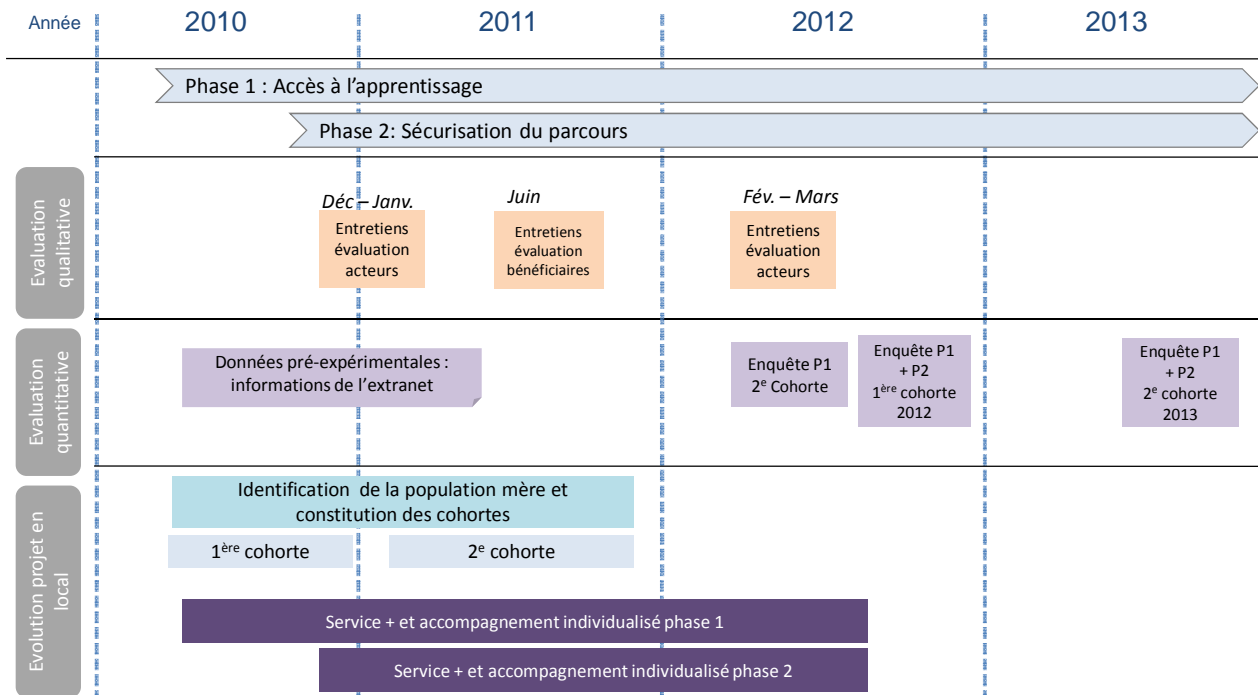 Année
2010
2011
2012
2013
Phase 1 : Accès à l’apprentissage
Phase 2: Sécurisation du parcours
Evaluation
qualitative
Déc – Janv.
Entretiens
évaluation
acteurs
Juin
Entretiens
évaluation
bénéficiaires
Fév. – Mars
Entretiens
évaluation
acteurs
Evaluation
quantitative
Données pré-expérimentales :
informations de l’extranet
Enquête P1
2e Cohorte
Enquête P1
+ P2
1ère cohorte
2012
Enquête P1
+ P2
2e cohorte
2013
Evolution projet en
local
Identification de la population mère et
constitution des cohortes
1ère cohorte
2e cohorte
Service + et accompagnement individualisé phase 1
Service + et accompagnement individualisé phase 2